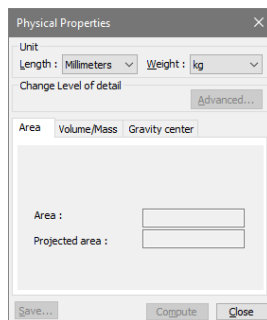 Physical Properties
Unit
Length : Millimeters Weight : kg
Change Level of detail
Advanced...
Area Volume/Mass Gravity center
Area :
Projected area :
Save... Compute Close